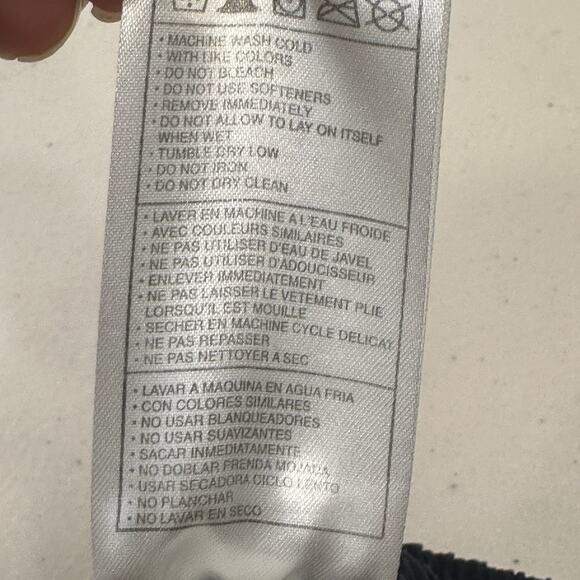 • MACHINE WASH COLD
• WITH LIKE COLORS
• DO NOT BLEACH
• DO NOT USE SOFTENERS
• REMOVE IMMEDIATELY
• DO NOT ALLOW TO LAY ON ITSELF
WHEN WET
• TUMBLE DRY LOW
• DO NOT IRON
• DO NOT DRY CLEAN
• LAVER EN MACHINE A L'EAU FROIDE
• AVEC COULEURS SIMILAIRES
• NE PAS UTILISER D'EAU DE JAVEL
• NE PAS UTILISER D'ADOUCISSEUR
• ENLEVER IMMEDIATEMENT
• NE PAS LAISSER LE VETEMENT PLIE
LORSQU'IL EST MOUILLE
• SECHER EN MACHINE CYCLE DELICAT
• NE PAS REPASSER
• NE PAS NETTOYER A SEC
• LAVAR A MAQUINA EN AGUA FRIA
• CON COLORES SIMILARES
• NO USAR BLANQUEADORES
• NO USAR SUAVIZANTES
• SACAR INMEDIATAMENTE
• NO DOBLAR PRENDA MOJADA
• USAR SECADORA CICLO LENTO
• NO PLANCHAR
• NO LAVAR EN SECO